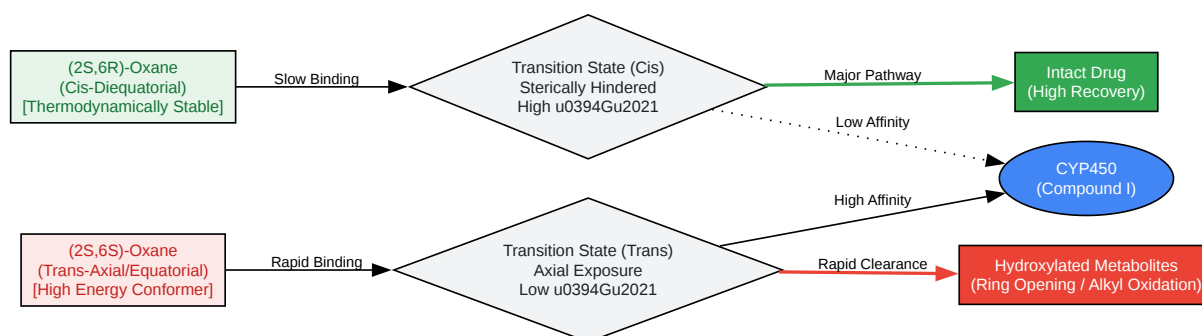 (2S,6R)-Oxane
(Cis-Diequatorial)
[Thermodynamically Stable]
Slow Binding
Transition State (Cis)
Sterically Hindered
High u0394Gu2021
Major Pathway
Intact Drug
(High Recovery)
Low Affinity
CYP450
(Compound I)
High Affinity
(2S,6S)-Oxane
(Trans-Axial/Equatorial)
[High Energy Conformer]
Rapid Binding
Transition State (Trans)
Axial Exposure
Low u0394Gu2021
Rapid Clearance
Hydroxylated Metabolites
(Ring Opening / Alkyl Oxidation)